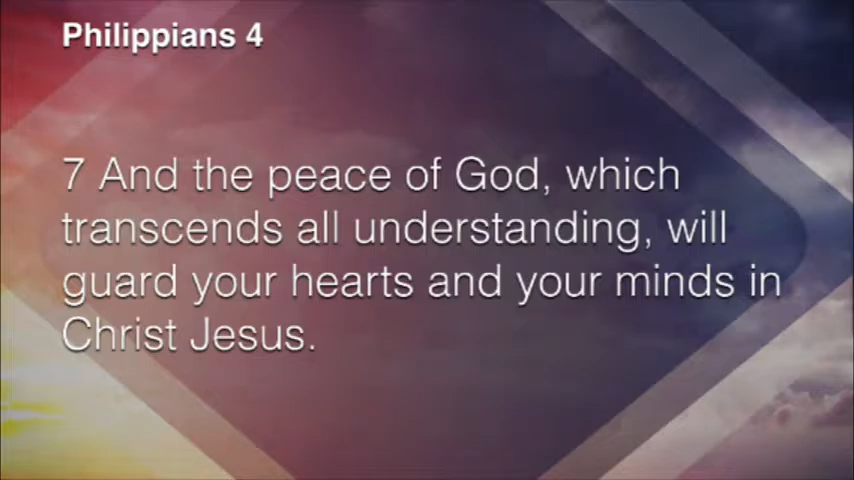 Philippians 4
7 And the peace of God, which
transcends all understanding, will
guard your hearts and your minds in
Christ Jesus.